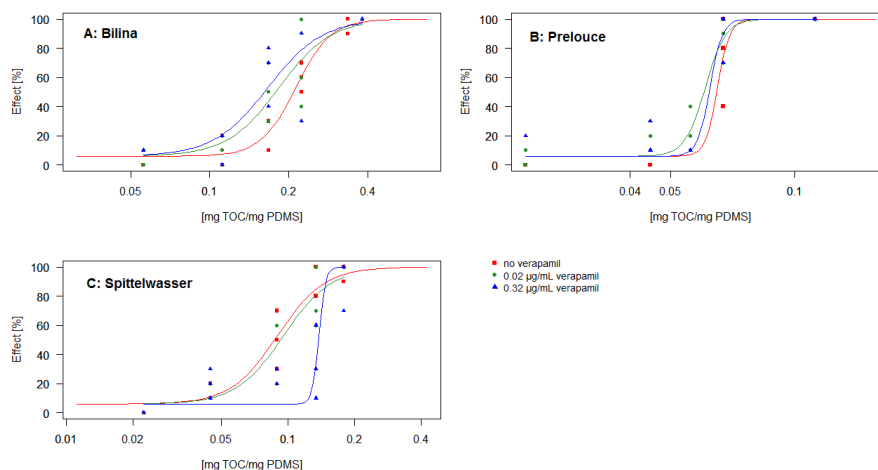 A: Bilina
Effect [%]
100
80
60
40
20
0
0.05 0.1 0.2 0.4
[mg TOC/mg PDMS]
B: Prelouce
Effect [%]
100
80
60
40
20
0
0.04 0.05 0.1
[mg TOC/mg PDMS]
C: Spittelwasser
Effect [%]
100
80
60
40
20
0
0.01 0.02 0.05 0.1 0.2 0.4
[mg TOC/mg PDMS]
no verapamil
0.02 µg/mL verapamil
0.32 µg/mL verapamil